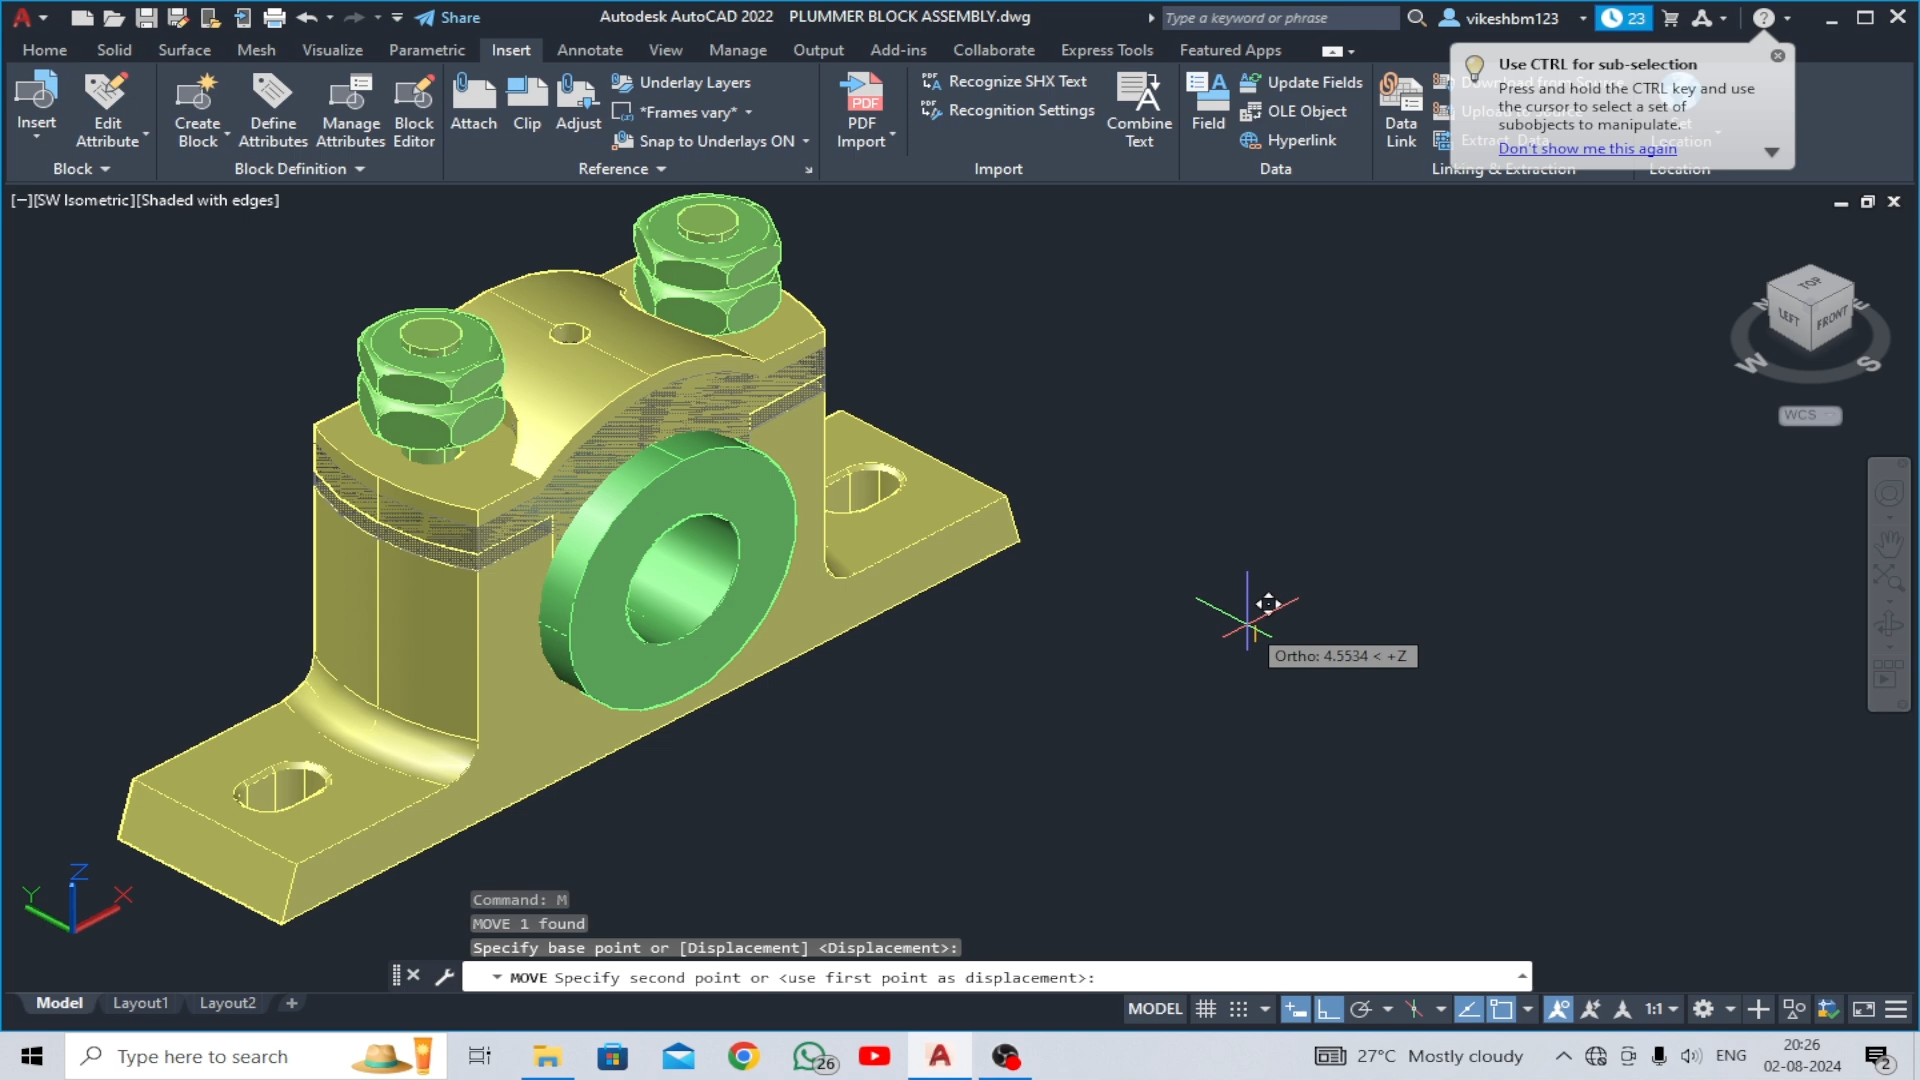 Share
Autodesk AutoCAD 2022   PLUMMER BLOCK ASSEMBLY.dwg
Type a keyword or phrase
vikeshbm123
23
Home
Solid
Surface
Mesh
Visualize
Parametric
Insert
Annotate
View
Manage
Output
Add-ins
Collaborate
Express Tools
Featured Apps
Insert
Edit
Attribute
Block
Create
Block
Define
Attributes
Manage
Attributes
Block
Editor
Block Definition
Attach
Clip
Adjust
Underlay Layers
*Frames vary*
Snap to Underlays ON
Reference
PDF
PDF
Import
Recognize SHX Text
Recognition Settings
Combine
Text
Import
Field
Update Fields
OLE Object
Hyperlink
Data
Data
Link
Linking & Extraction
Location
Use CTRL for sub-selection
Press and hold the CTRL key and use
the cursor to select a set of
subobjects to manipulate.
Don't show me this again
[−][SW Isometric][Shaded with edges]
TOP
LEFT
FRONT
N
E
W
S
WCS
Ortho: 4.5534 < +Z
Z
Y
X
Command: M
MOVE 1 found
Specify base point or [Displacement] <Displacement>:
MOVE Specify second point or <use first point as displacement>:
Model
Layout1
Layout2
MODEL
1:1
Type here to search
26
27°C Mostly cloudy
ENG
20:26
02-08-2024
2